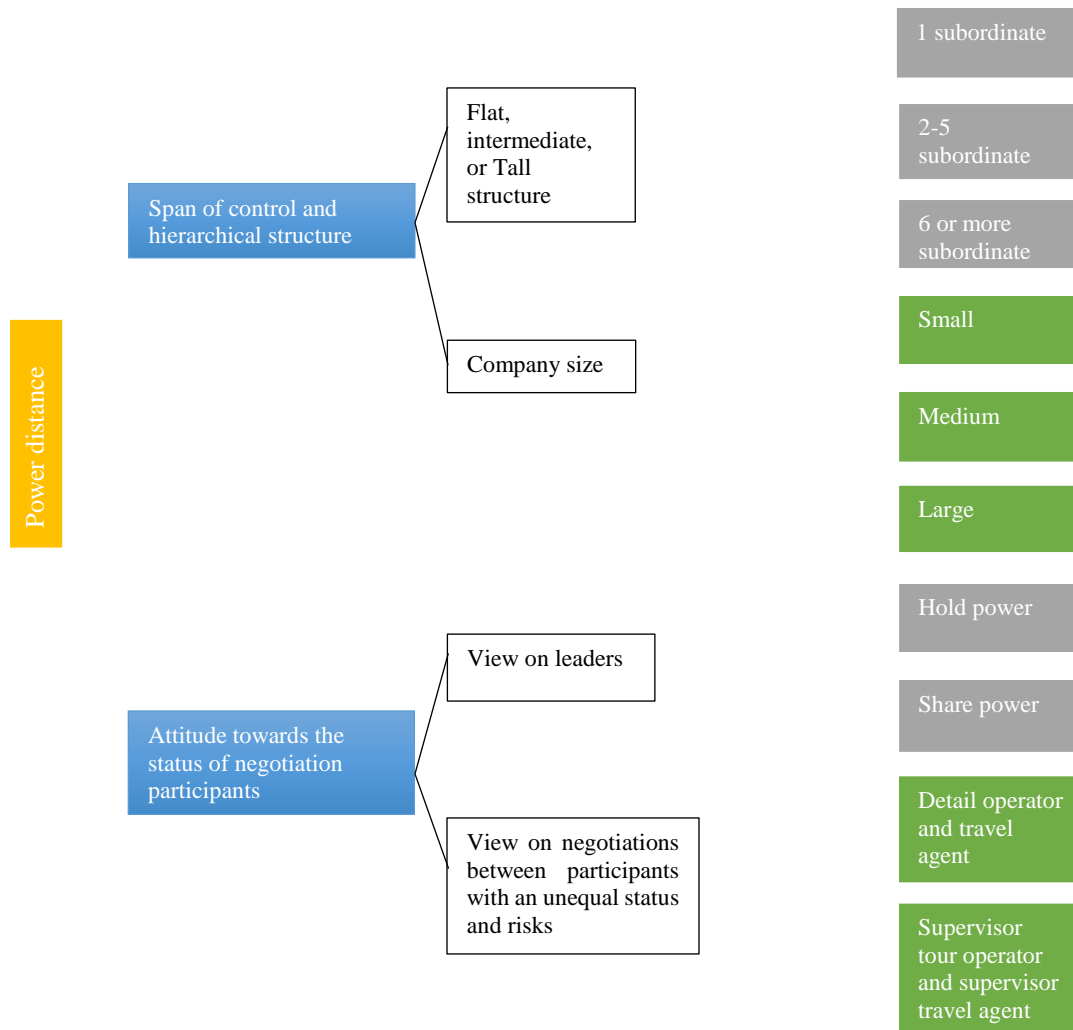 Power distance
Span of control and
hierarchical structure
Attitude towards the
status of negotiation
participants
Flat,
intermediate,
or Tall
structure
Company size
View on leaders
View on negotiations
between participants
with an unequal status
and risks
1 subordinate
2-5
subordinate
6 or more
subordinate
Small
Medium
Large
Hold power
Share power
Detail operator
and travel
agent
Supervisor
tour operator
and supervisor
travel agent